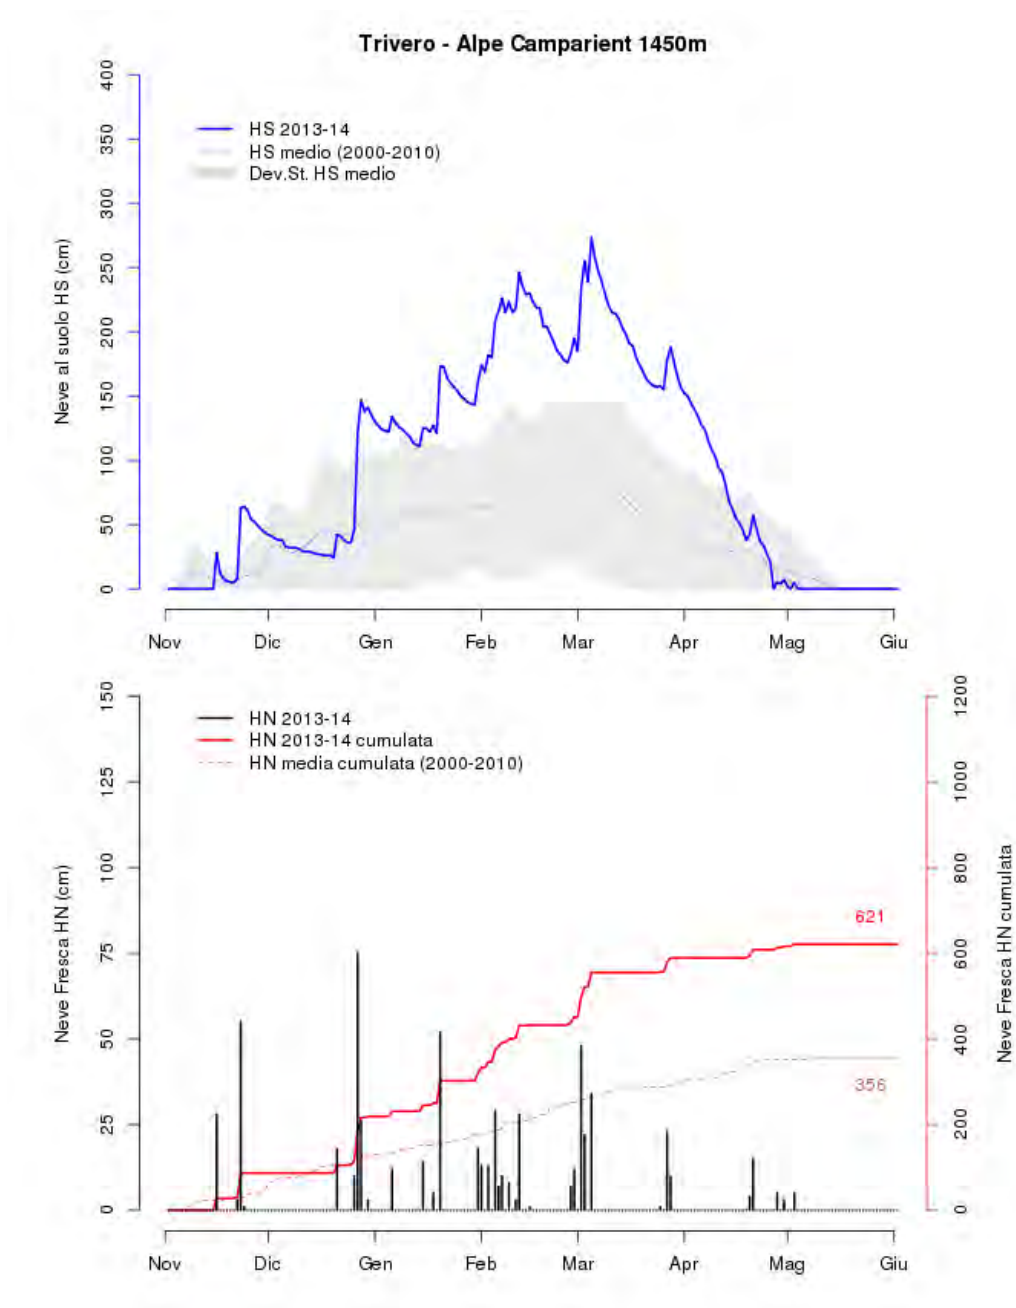 Trivero - Alpe Camparient 1450m
HS 2013-14
HS medio (2000-2010)
Dev.St. HS medio
Neve al suolo HS (cm)
400
350
300
250
200
150
100
50
0
Nov Dic Gen Feb Mar Apr Mag Giu
HN 2013-14
HN 2013-14 cumulata
HN media cumulata (2000-2010)
Neve Fresca HN (cm)
150
125
100
75
50
25
0
621
356
1200
1000
800
600
400
200
0
Neve Fresca HN cumulata
Nov Dic Gen Feb Mar Apr Mag Giu